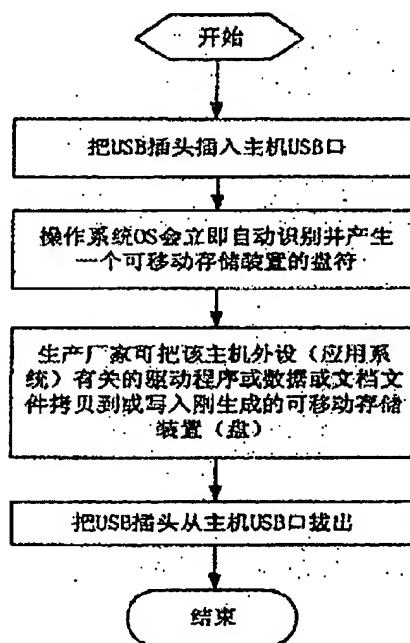 开始
把USB插头插入主机USB口
操作系统OS会立即自动识别并产生
一个可移动存储装置的盘符
生产厂家可把该主机外设（应用系
统）有关的驱动程序或数据或文档文
件拷贝到或写入刚生成的可移动存储
装置（盘）
把USB插头从主机USB口拔出
结束